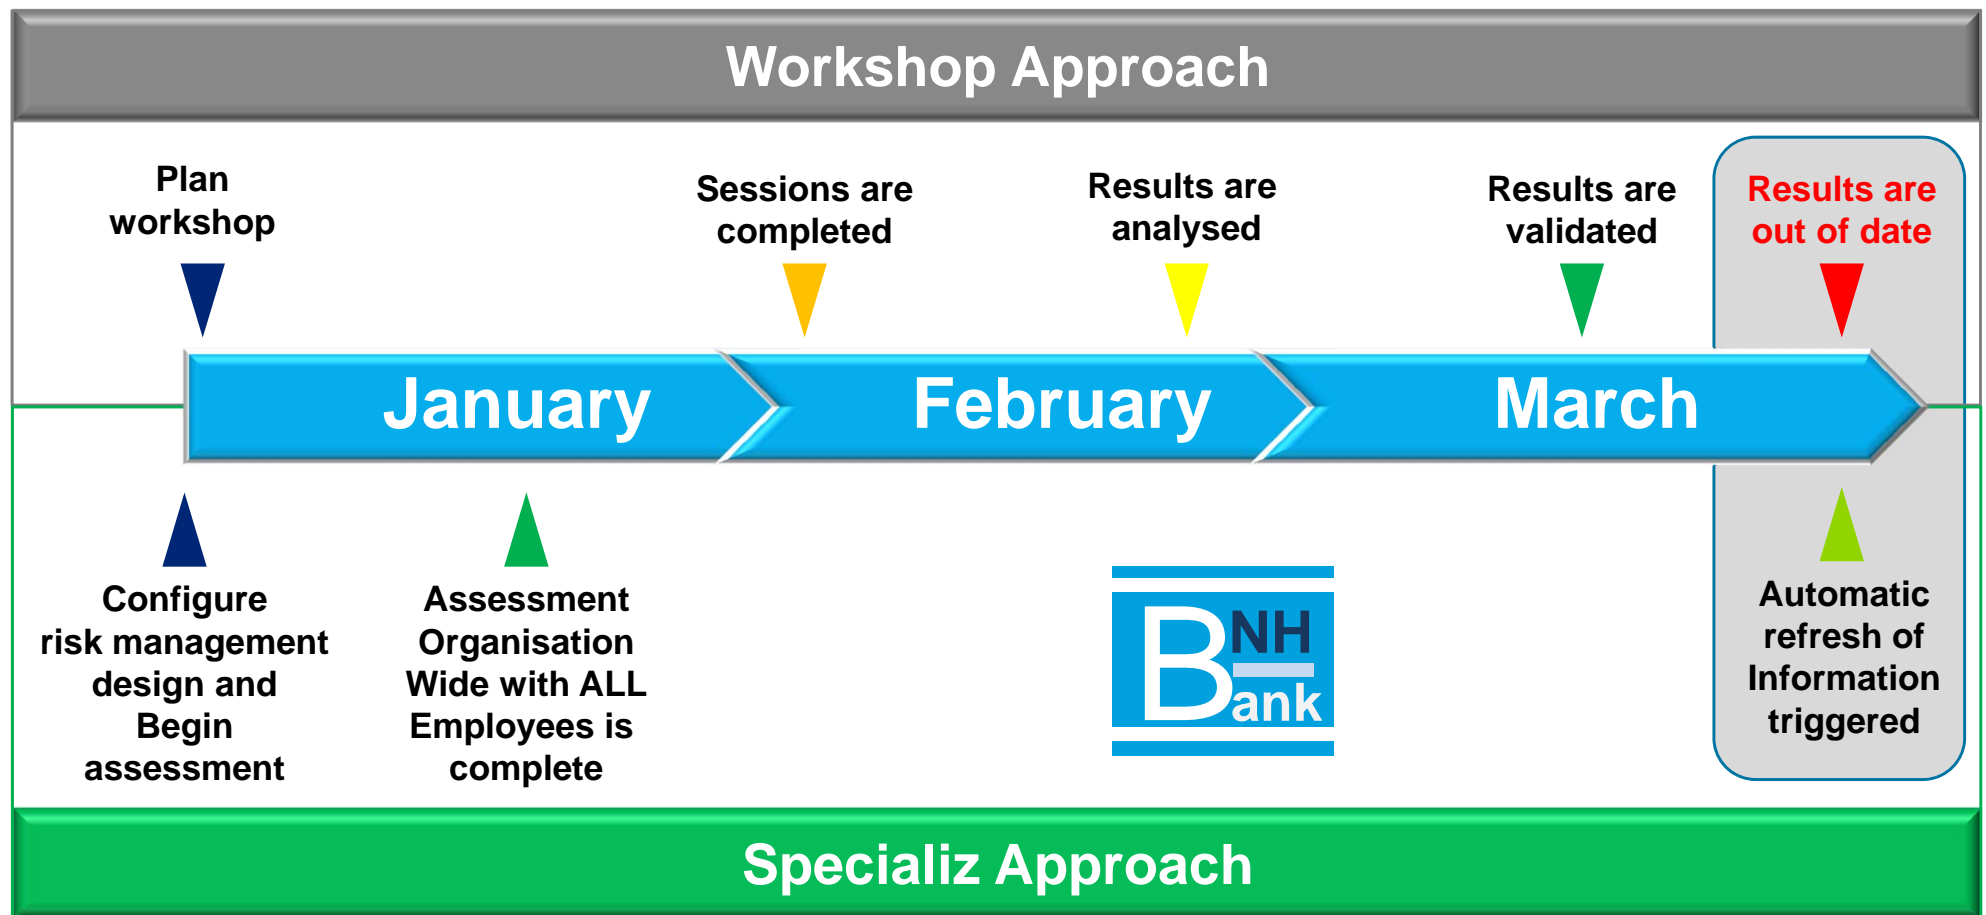 Workshop Approach
Plan
workshop
Sessions are
completed
Results are
analysed
Results are
validated
Results are
out of date
January
February
March
Configure
risk management
design and
Begin
assessment
Assessment
Organisation
Wide with ALL
Employees is
complete
BNH
ank
Automatic
refresh of
Information
triggered
Specializ Approach